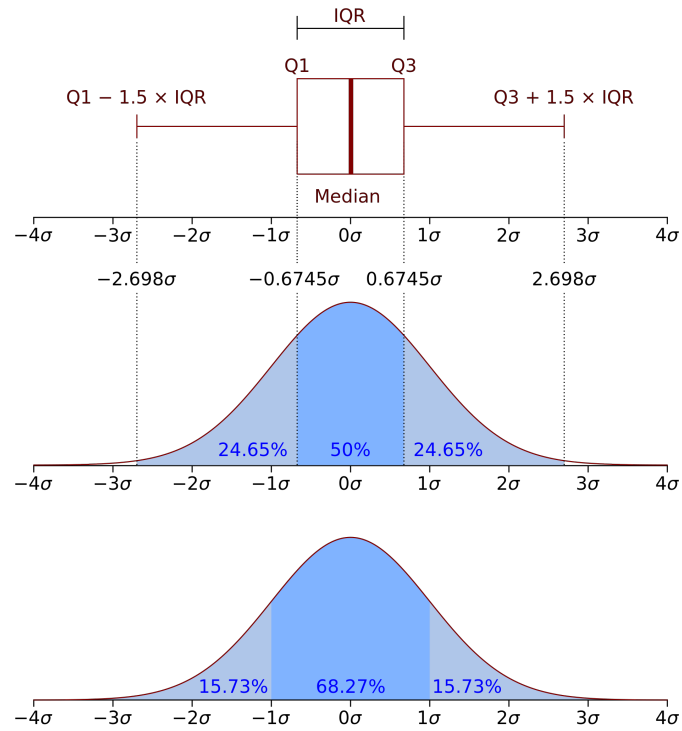 IQR
Q1 Q3
Q1 − 1.5 × IQR Q3 + 1.5 × IQR
Median
−4σ −3σ −2σ −1σ 0σ 1σ 2σ 3σ 4σ
−2.698σ −0.6745σ 0.6745σ 2.698σ
24.65% 50% 24.65%
−4σ −3σ −2σ −1σ 0σ 1σ 2σ 3σ 4σ
15.73% 68.27% 15.73%
−4σ −3σ −2σ −1σ 0σ 1σ 2σ 3σ 4σ